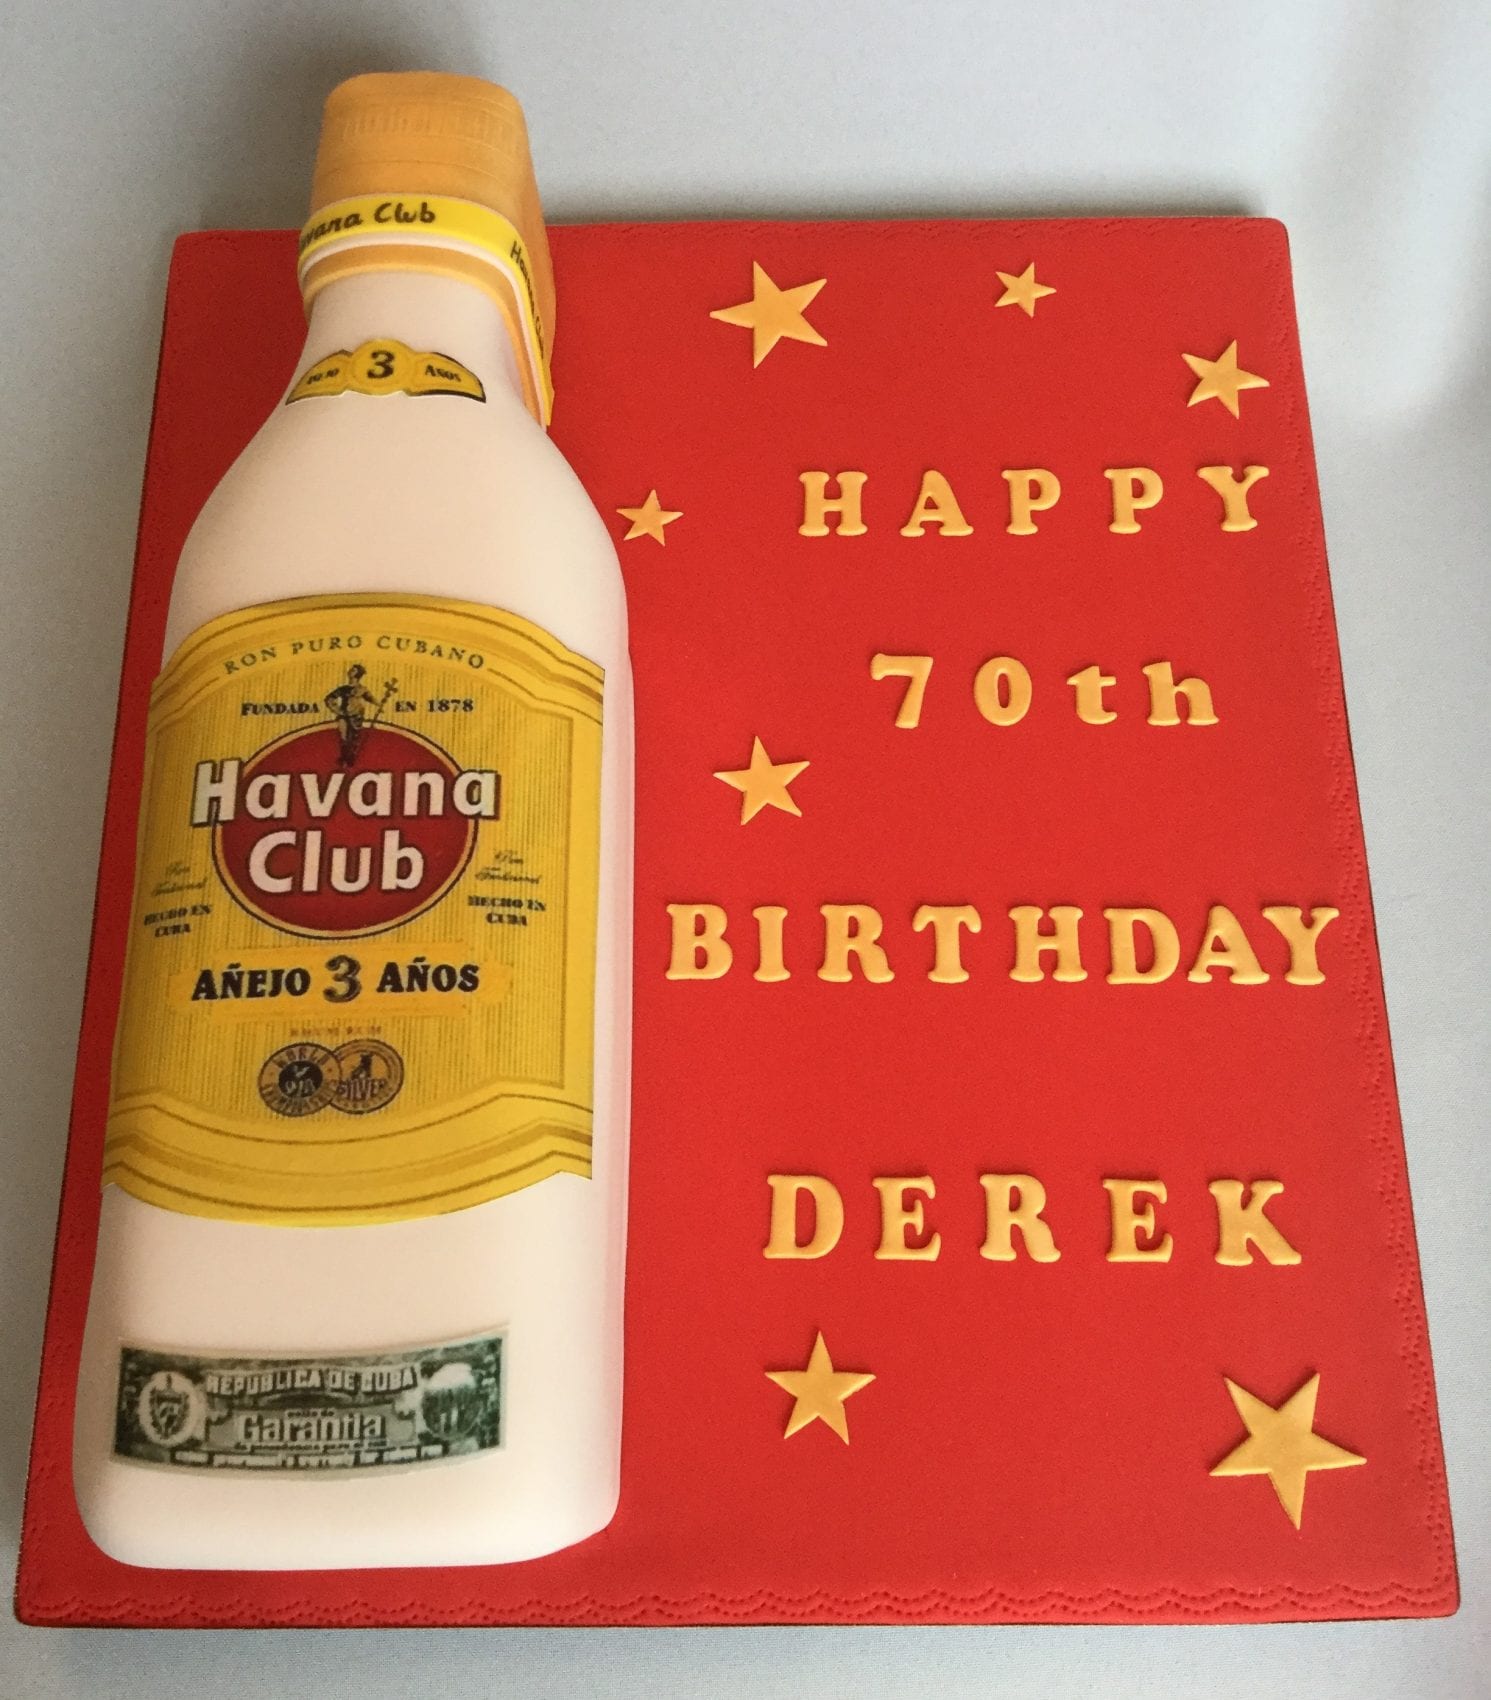 Havana Club
3 AÑOS
RON PURO CUBANO
FUNDADA EN 1878
Havana
Club
HECHO EN
CUBA
HECHO EN
CUBA
AÑEJO 3 AÑOS
REPUBLICA DE CUBA
Garantia
HAPPY
70th
BIRTHDAY
DEREK